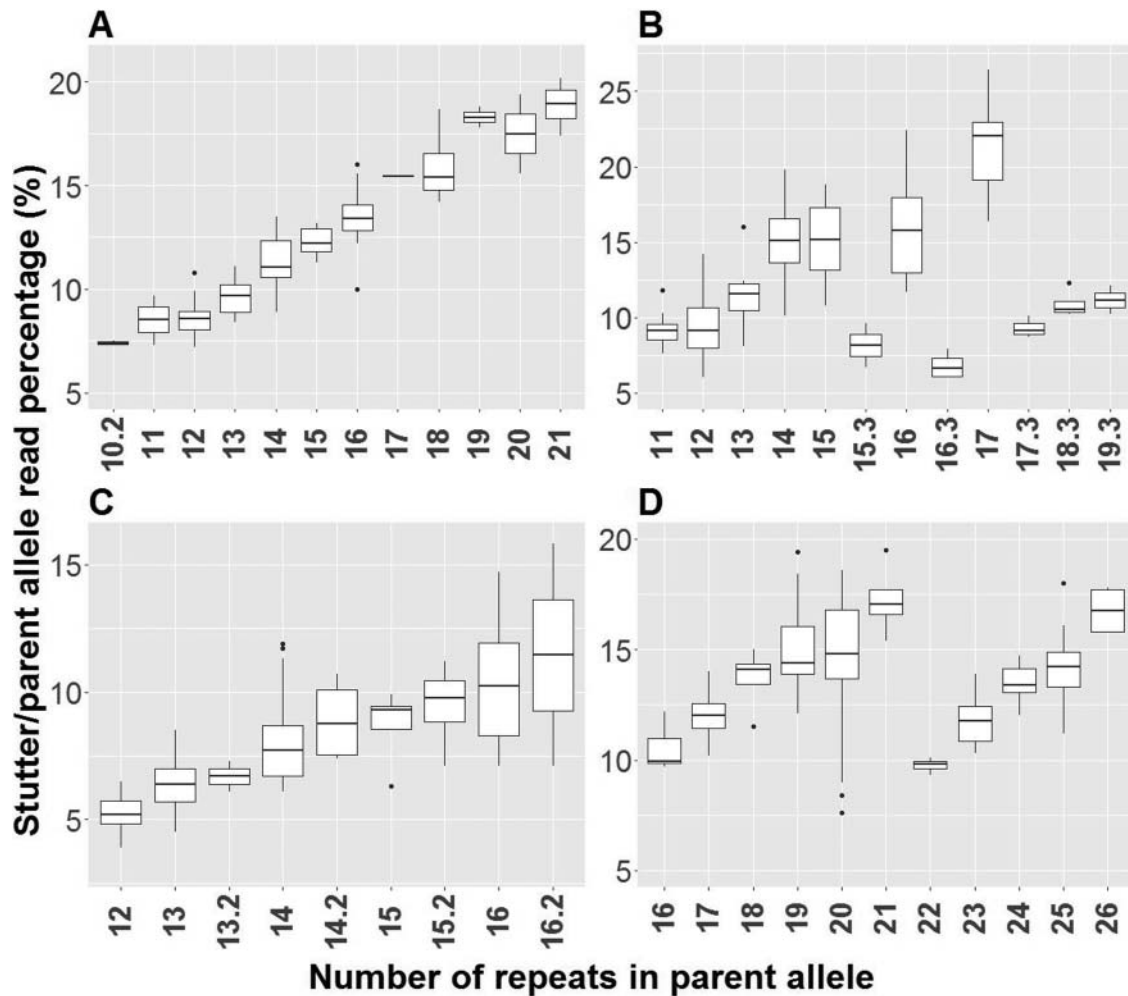 A
B
Stutter/parent allele read percentage (%)
20
15
10
5
10.2 11 12 13 14 15 16 17 18 19 20 21
25
20
15
10
5
11 12 13 14 15 15.3 16 16.3 17 17.3 18.3 19.3
C
D
15
10
5
12 13 13.2 14 14.2 15 15.2 16 16.2
20
15
10
5
16 17 18 19 20 21 22 23 24 25 26
Number of repeats in parent allele